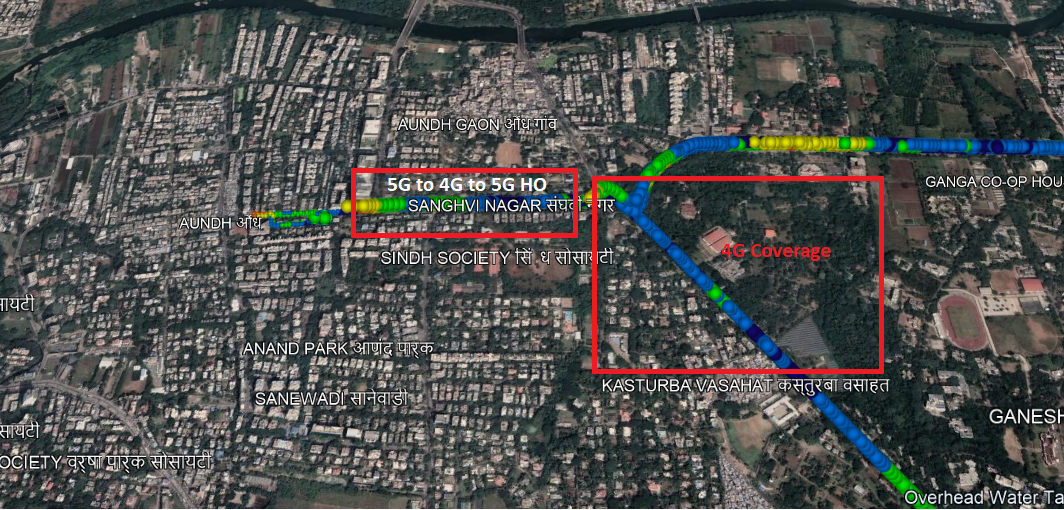 AUNDH GAON औंध गांव
5G to 4G to 5G HO
GANGA CO-OP HOU
SANGHVI NAGAR संघवी नगर
AUNDH औंध
4G Coverage
SINDH SOCIETY सिंध सोसायटी
सायटी
ANAND PARK आणंद पार्क
KASTURBA VASAHAT कस्तुरबा वसाहत
SANEWADI सानेवाडी
GANESH
सायटी
OCIETY वर्षा पार्क सोसायटी
Overhead Water Ta